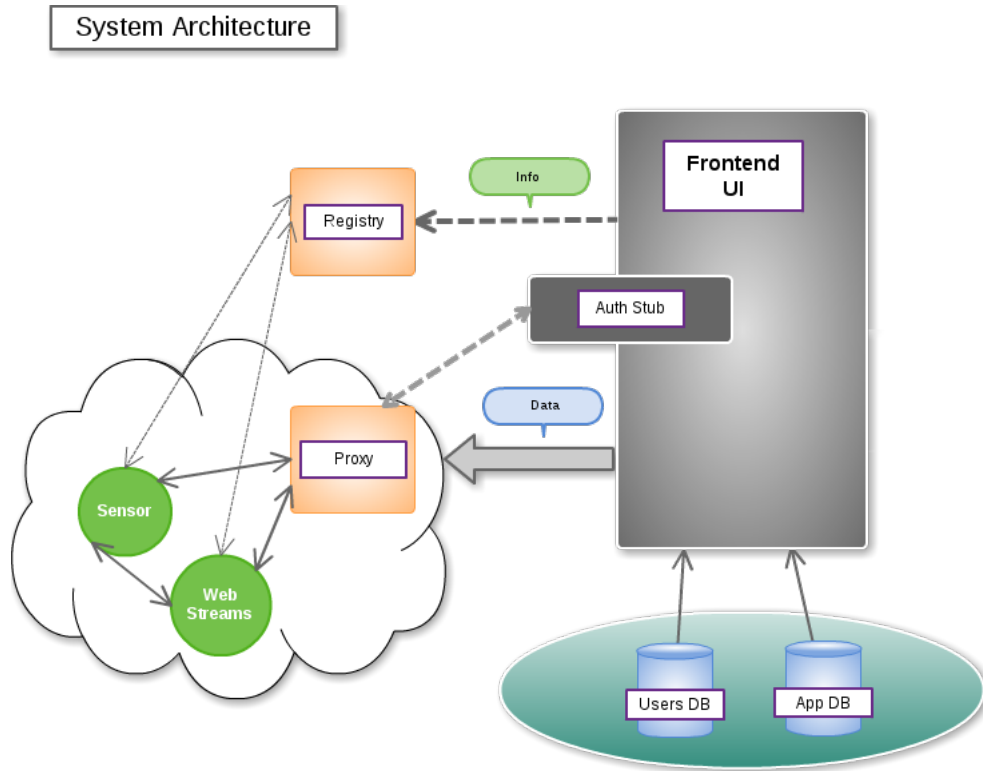 System Architecture
Frontend
UI
Info
Registry
Auth Stub
Data
Proxy
Sensor
Web
Streams
Users DB
App DB